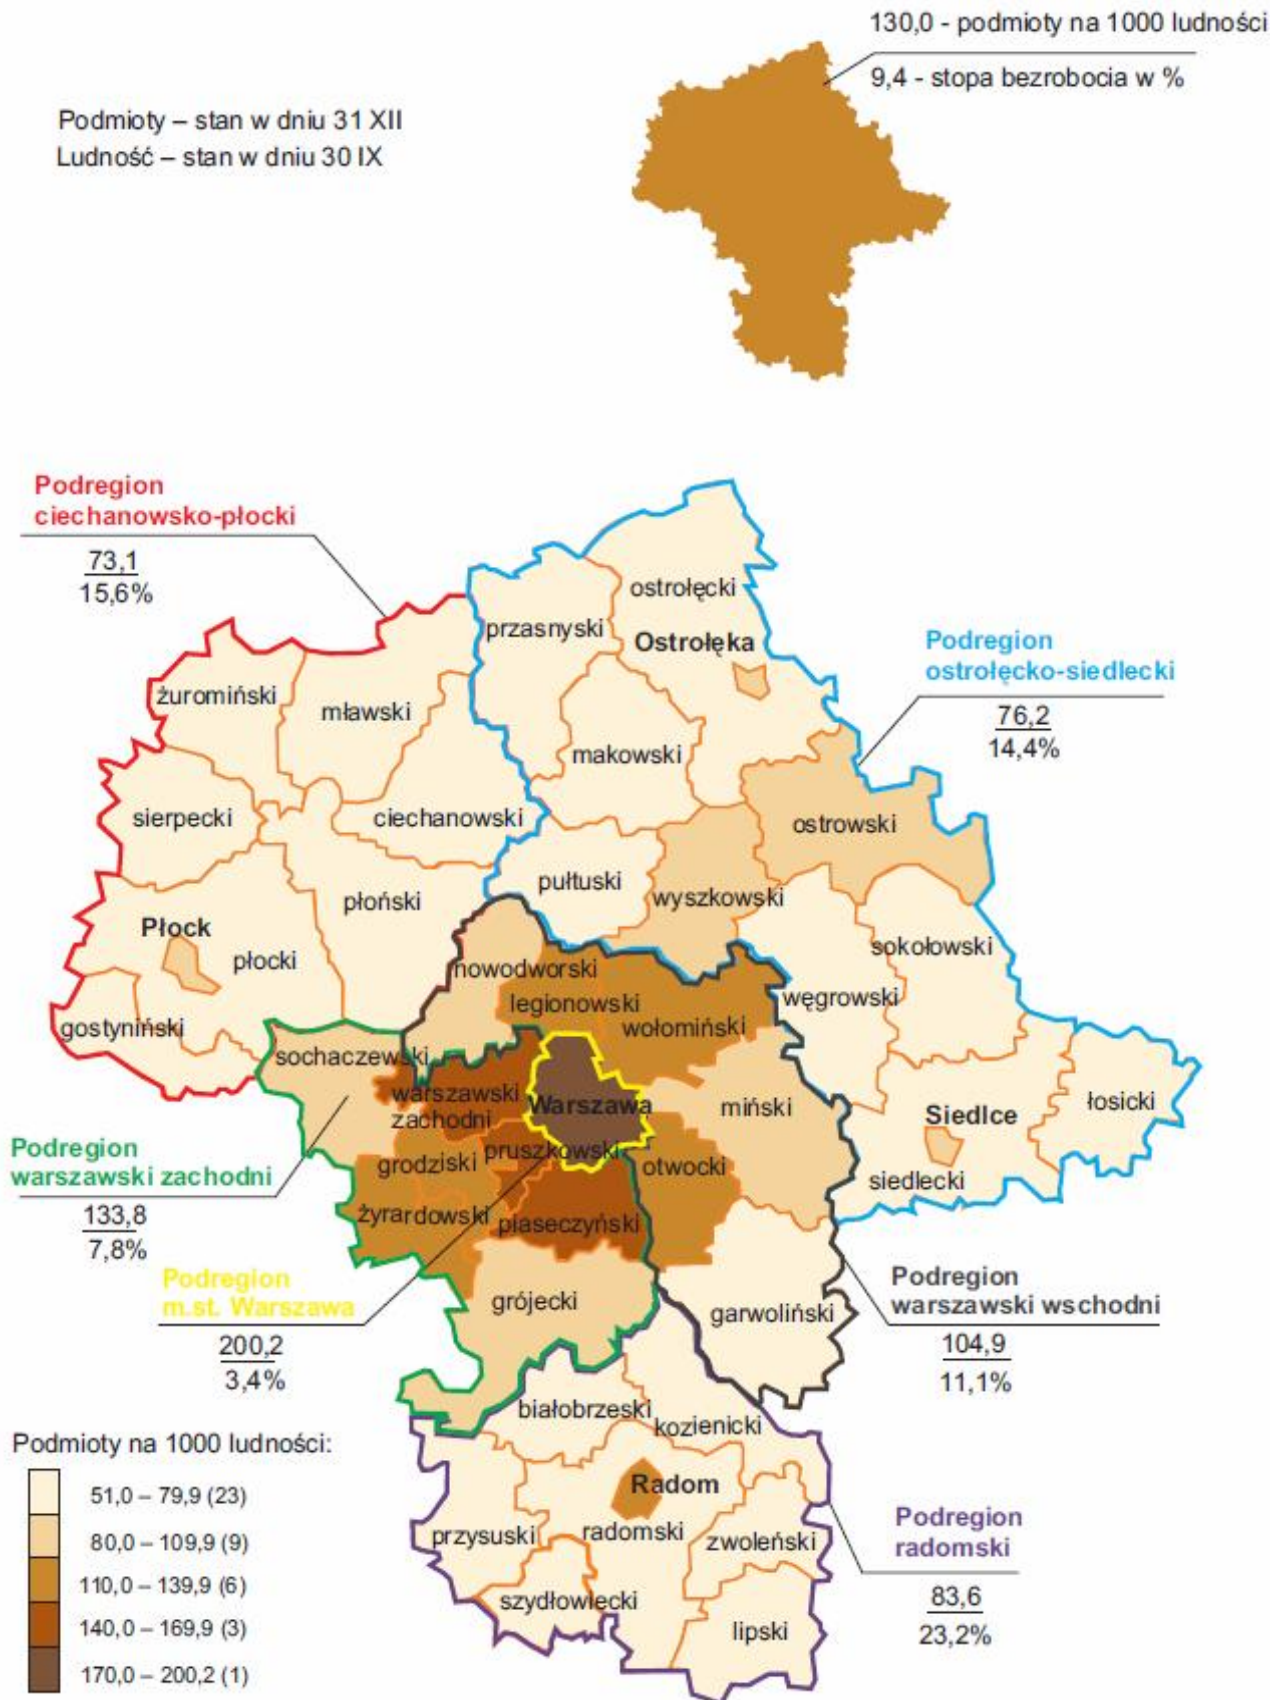 130,0 - podmioty na 1000 ludności
9,4 - stopa bezrobocia w %
Podmioty – stan w dniu 31 XII
Ludność – stan w dniu 30 IX
Podregion
ciechanowsko-płocki
73,1
15,6%
ostrołęcki
przasnyski
Ostrołęka
Podregion
ostrołęcko-siedlecki
76,2
14,4%
żuromiński
mławski
makowski
sierpecki
ciechanowski
ostrowski
pułtuski
wyszkowski
płoński
Płock
płocki
sokołowski
nowodworski
legionowski
węgrowski
gostyniński
wołomiński
sochaczewski
warszawski
zachodni
Warszawa
miński
Siedlce
łosicki
Podregion
warszawski zachodni
133,8
7,8%
pruszkowski
grodziski
otwocki
siedlecki
żyrardowski
piaseczyński
Podregion
m.st. Warszawa
200,2
3,4%
grójecki
garwoliński
Podregion
warszawski wschodni
104,9
11,1%
białobrzeski
kozienicki
Podmioty na 1000 ludności:
51,0 – 79,9 (23)
80,0 – 109,9 (9)
110,0 – 139,9 (6)
140,0 – 169,9 (3)
170,0 – 200,2 (1)
Radom
radomski
przysuski
zwoleński
szydłowiecki
lipski
Podregion
radomski
83,6
23,2%